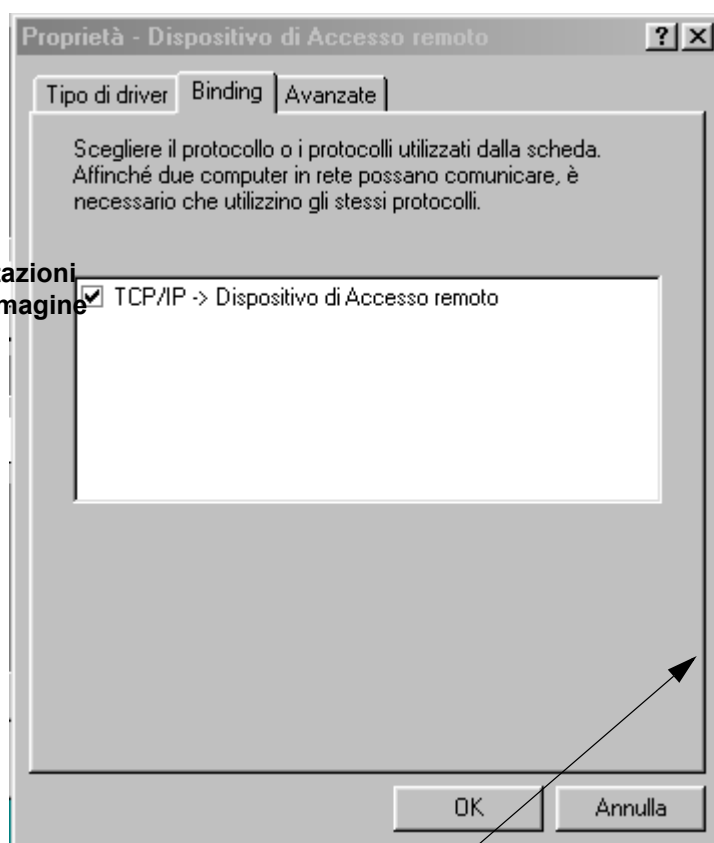 Proprietà - Dispositivo di Accesso remoto
Tipo di driver Binding Avanzate
Scegliere il protocollo o i protocolli utilizzati dalla scheda.
Affinché due computer in rete possano comunicare, è
necessario che utilizzino gli stessi protocolli.
TCP/IP -> Dispositivo di Accesso remoto
OK Annulla